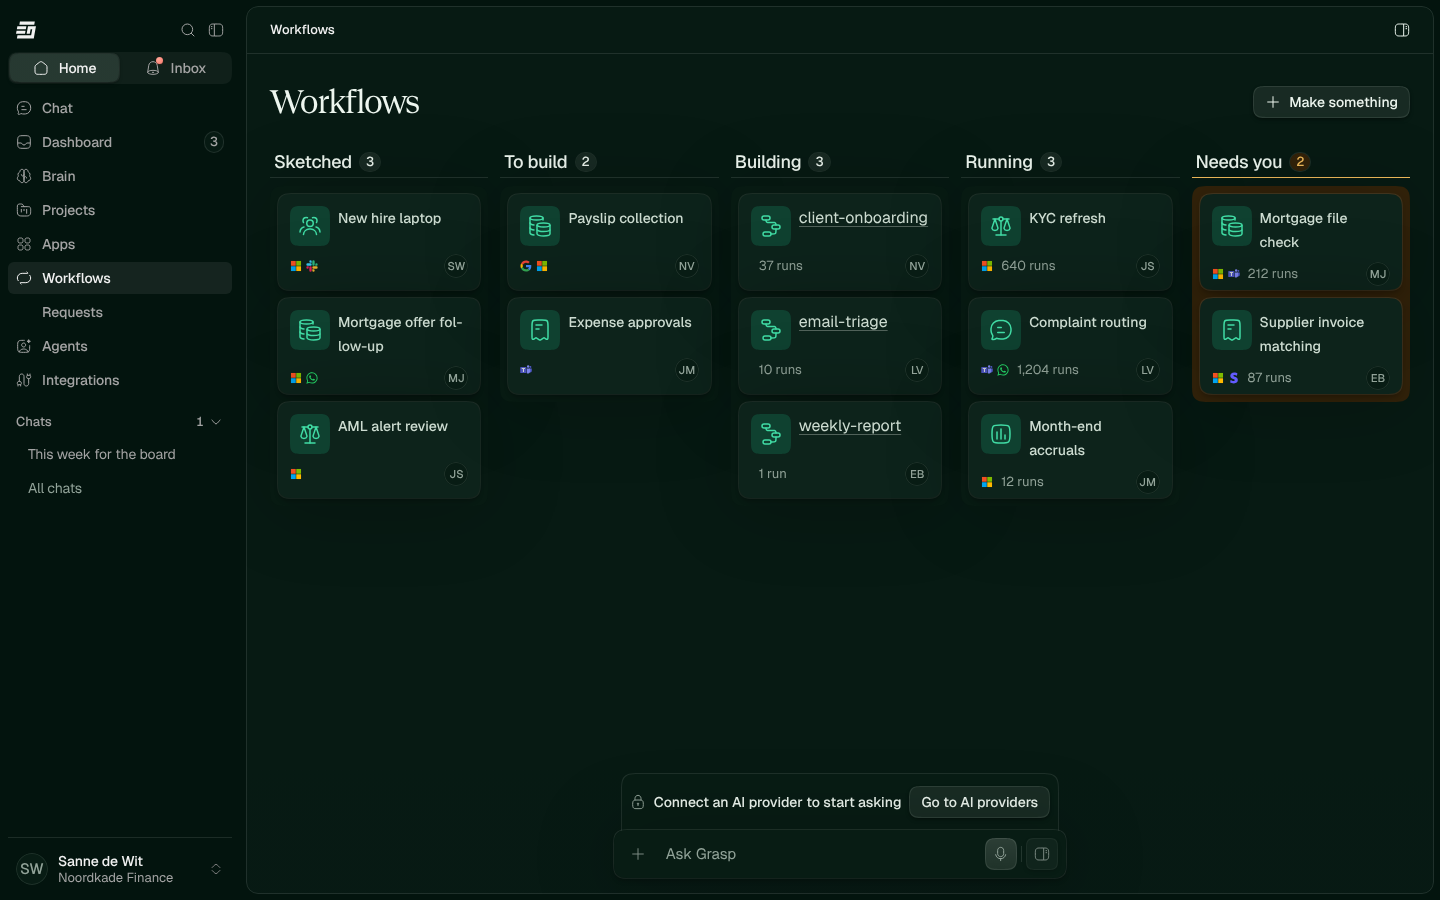 Home
Inbox
Chat
Dashboard
3
Brain
Projects
Apps
Workflows
Requests
Agents
Integrations
Chats
1
This week for the board
All chats
SW
Sanne de Wit
Noordkade Finance
Workflows
Workflows
Make something
Sketched 3
New hire laptop
SW
Mortgage offer fol-
low-up
MJ
AML alert review
JS
To build 2
Payslip collection
NV
Expense approvals
JM
Building 3
client-onboarding
37 runs
NV
email-triage
10 runs
LV
weekly-report
1 run
EB
Running 3
KYC refresh
640 runs
JS
Complaint routing
1,204 runs
LV
Month-end
accruals
12 runs
JM
Needs you 2
Mortgage file
check
212 runs
MJ
Supplier invoice
matching
87 runs
EB
Connect an AI provider to start asking
Go to AI providers
Ask Grasp